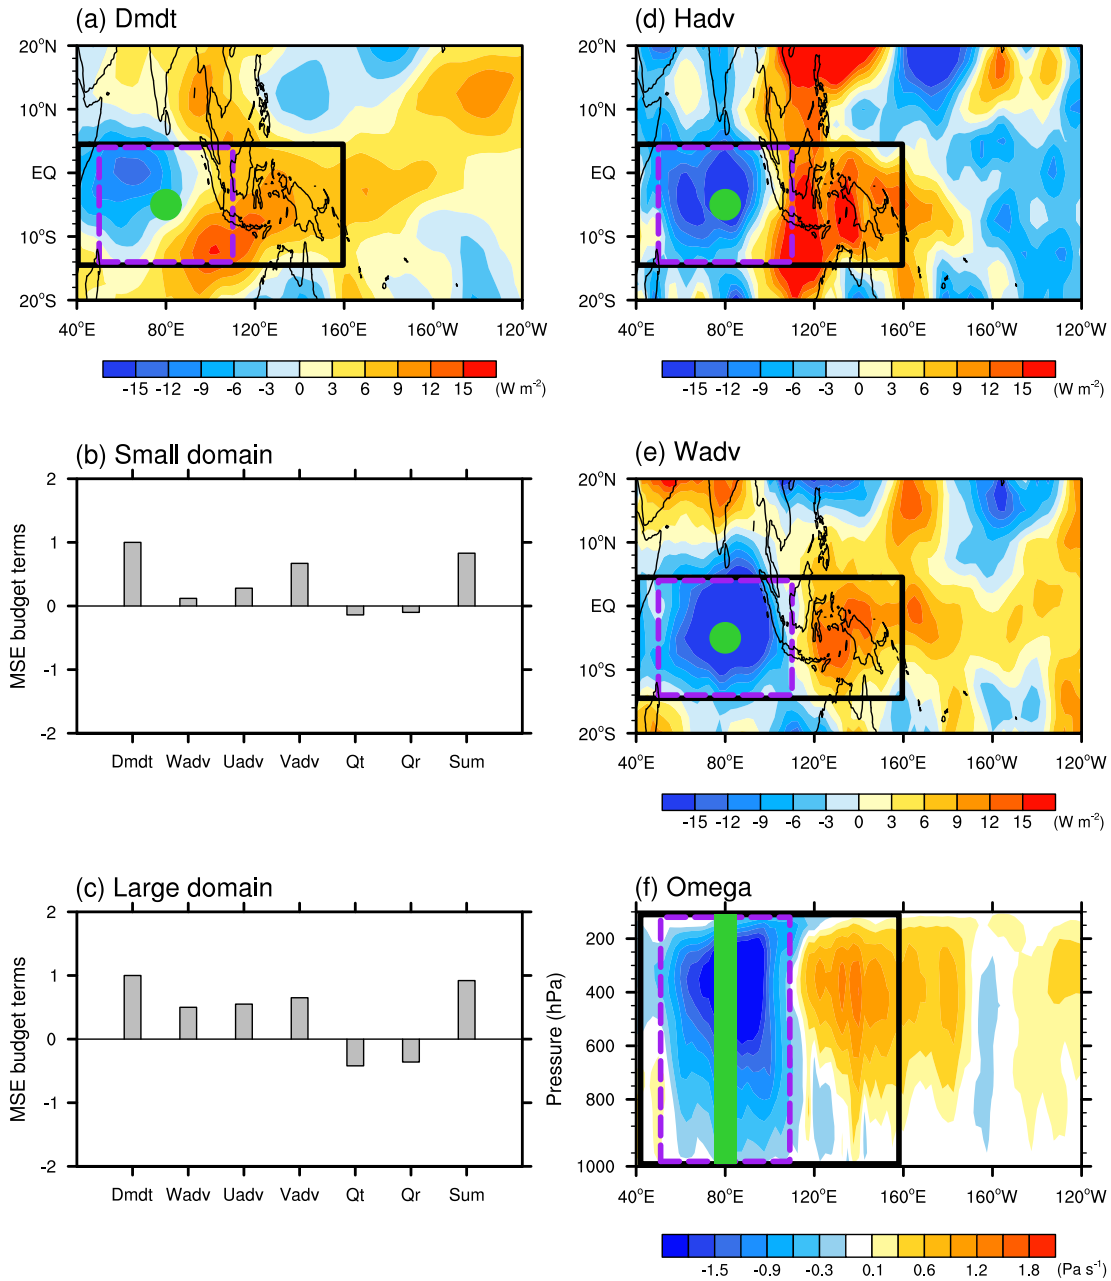 (a) Dmdt
20°N
10°N
EQ
10°S
20°S
40°E 80°E 120°E 160°E 160°W 120°W
-15 -12 -9 -6 -3 0 3 6 9 12 15 (W m-2)
(d) Hadv
20°N
10°N
EQ
10°S
20°S
40°E 80°E 120°E 160°E 160°W 120°W
-15 -12 -9 -6 -3 0 3 6 9 12 15 (W m-2)
(b) Small domain
MSE budget terms
2
1
0
-1
-2
Dmdt Wadv Uadv Vadv Qt Qr Sum
(e) Wadv
20°N
10°N
EQ
10°S
20°S
40°E 80°E 120°E 160°E 160°W 120°W
-15 -12 -9 -6 -3 0 3 6 9 12 15 (W m-2)
(c) Large domain
MSE budget terms
2
1
0
-1
-2
Dmdt Wadv Uadv Vadv Qt Qr Sum
(f) Omega
Pressure (hPa)
200
400
600
800
1000
40°E 80°E 120°E 160°E 160°W 120°W
-1.5 -0.9 -0.3 0.1 0.6 1.2 1.8 (Pa s-1)